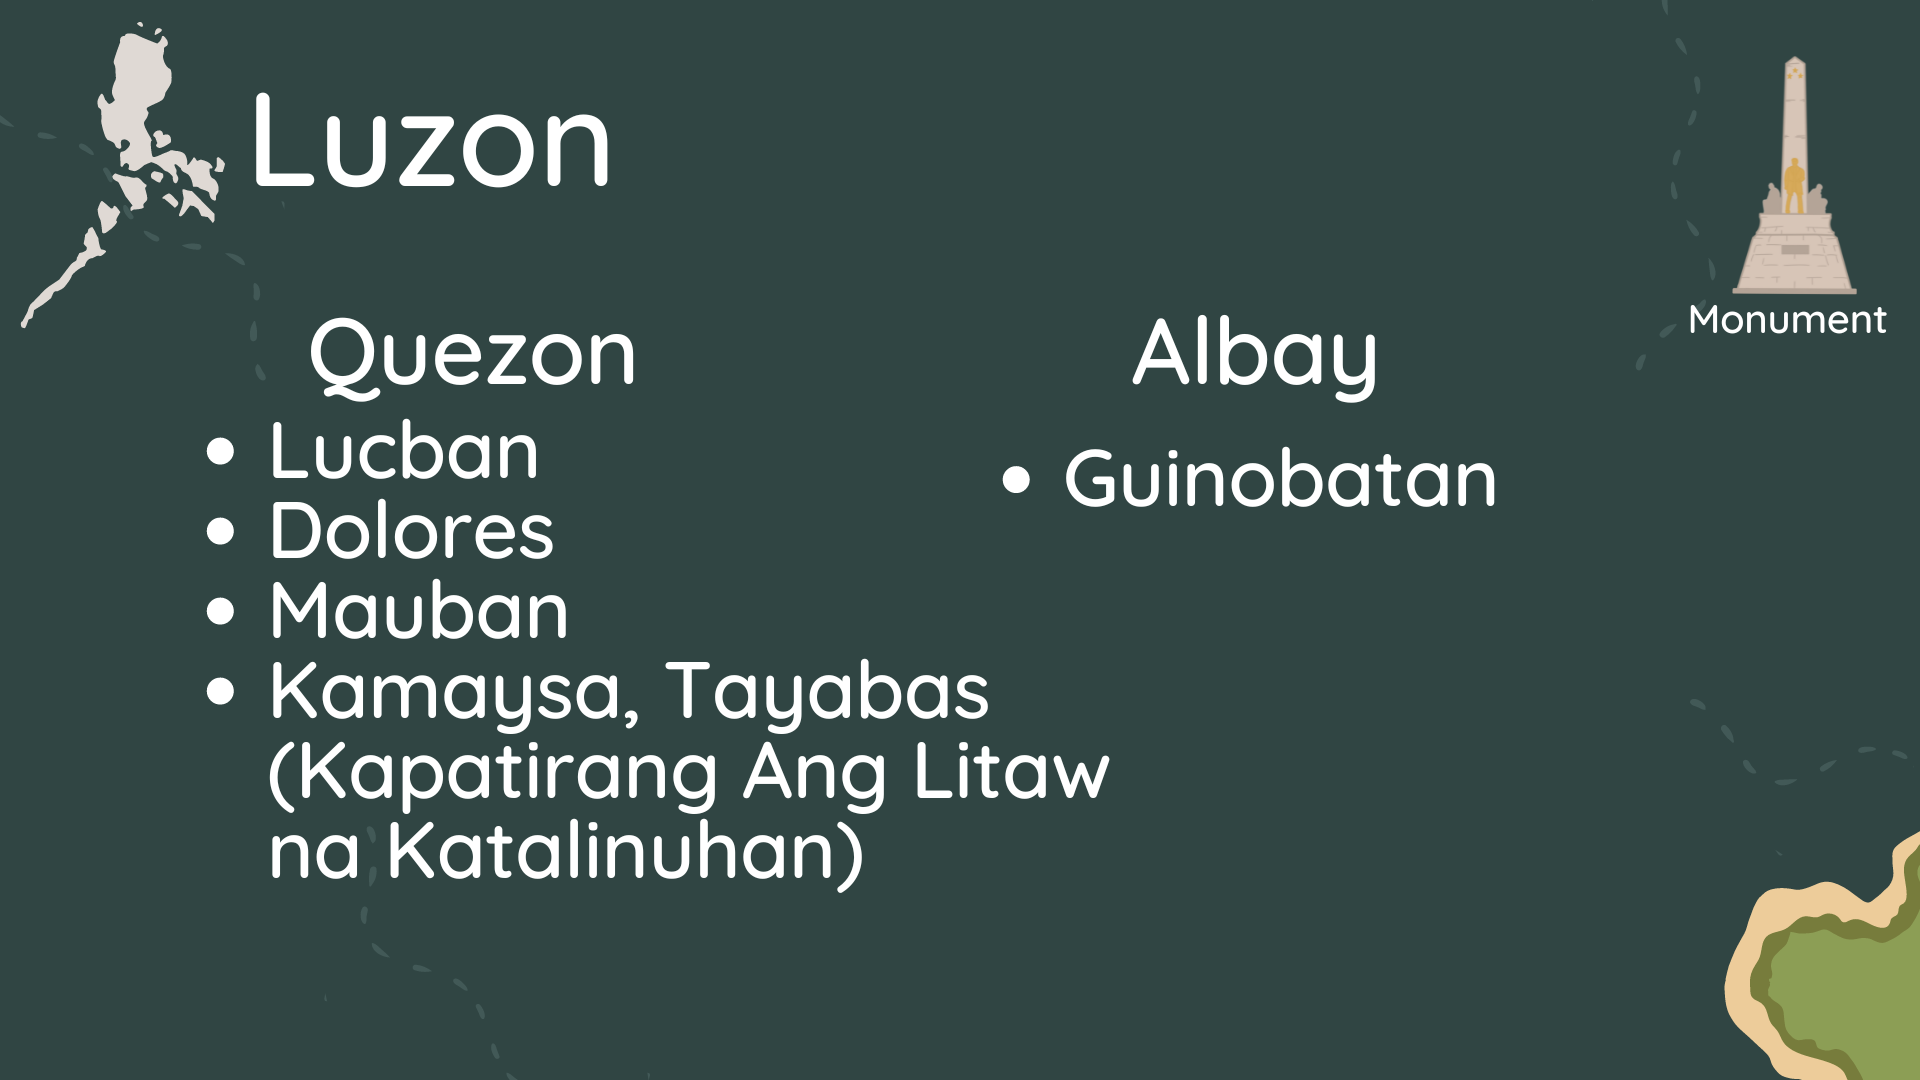 Luzon
Monument
Quezon
• Lucban
• Dolores
• Mauban
• Kamaysa, Tayabas
(Kapatirang Ang Litaw
na Katalinuhan)
Albay
• Guinobatan